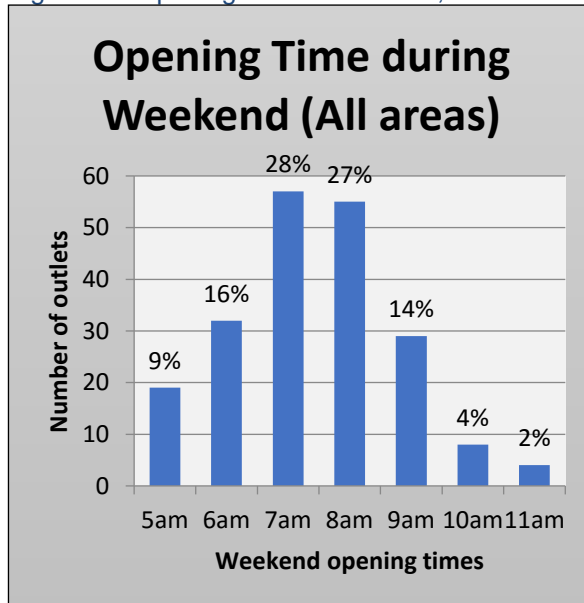 Opening Time during
Weekend (All areas)
28%
27%
16%
14%
9%
4%
2%
60
50
40
30
20
10
0
Number of outlets
5am 6am 7am 8am 9am 10am 11am
Weekend opening times